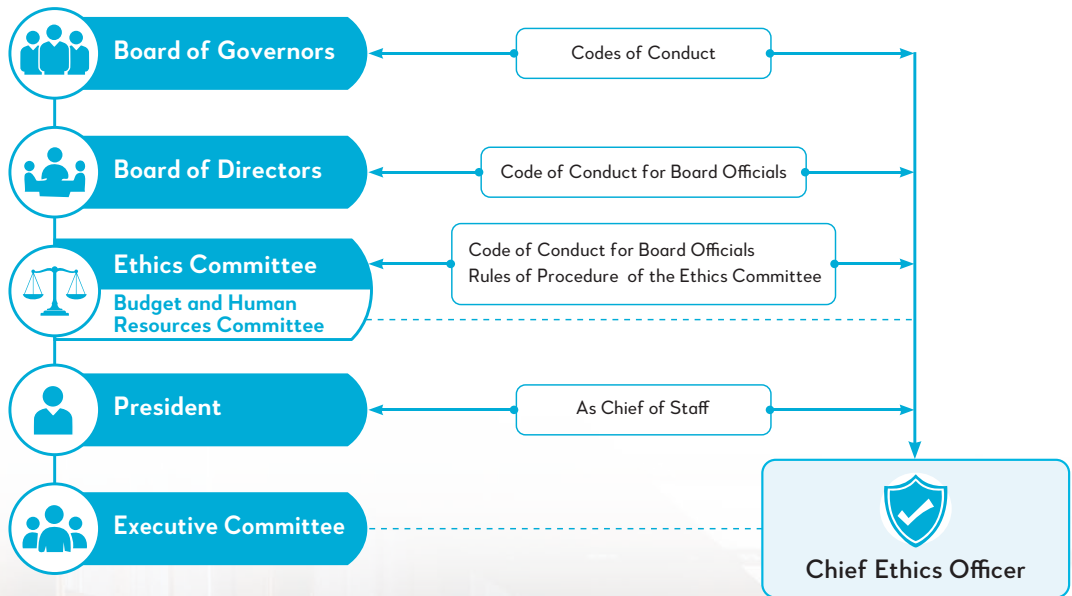 Board of Governors
Codes of Conduct
Board of Directors
Code of Conduct for Board Officials
Ethics Committee
Budget and Human
Resources Committee
Code of Conduct for Board Officials
Rules of Procedure of the Ethics Committee
President
As Chief of Staff
Executive Committee
Chief Ethics Officer